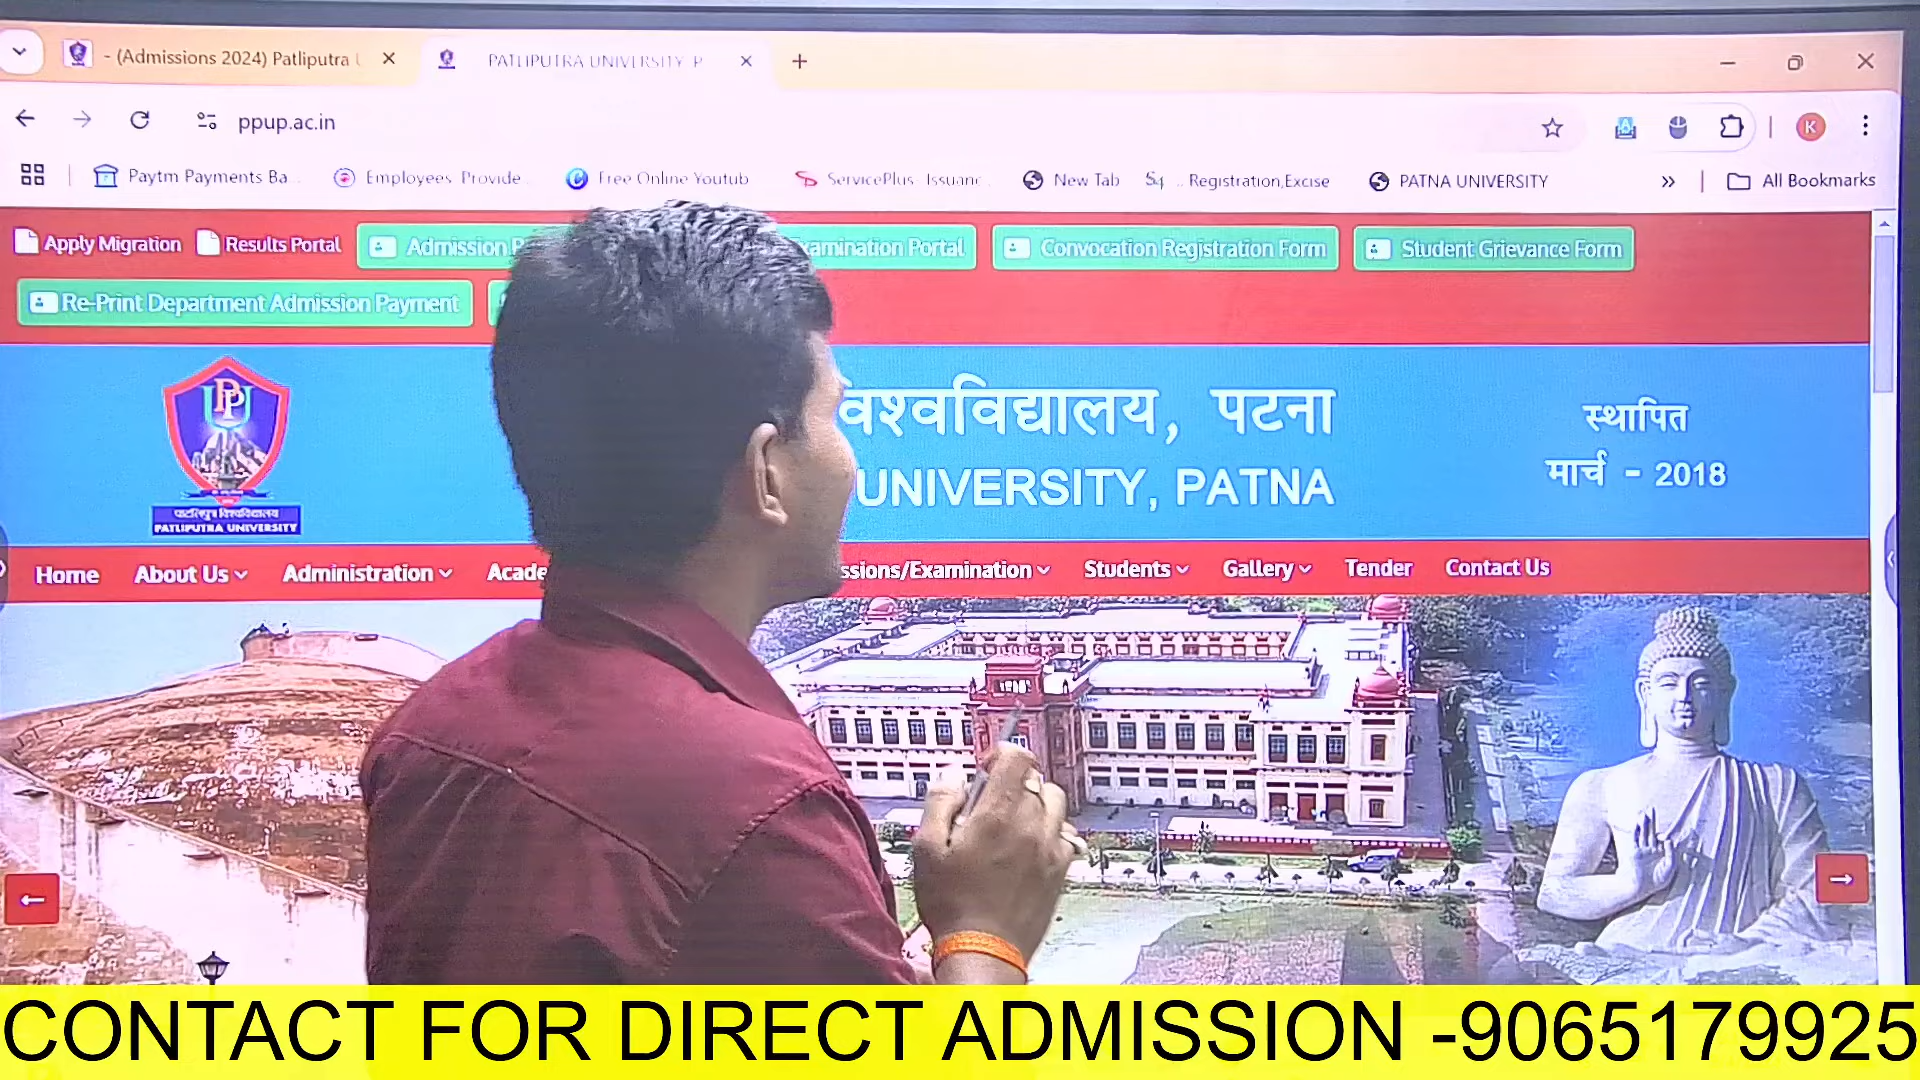 - (Admissions 2024) Patliputra
PATLIPUTRA UNIVERSITY P
ppup.ac.in
K
Paytm Payments Ba
Employees Provide
Free Online Youtub
ServicePlus Issuanc
New Tab
Registration,Excise
PATNA UNIVERSITY
All Bookmarks
Apply Migration
Results Portal
Admission
amination Portal
Convocation Registration Form
Student Grievance Form
Re-Print Department Admission Payment
विश्वविद्यालय, पटना
UNIVERSITY, PATNA
स्थापित
मार्च - 2018
PPU
पाटलिपुत्र विश्वविद्यालय
PATLIPUTRA UNIVERSITY
Home
About Us
Administration
Acade
ssions/Examination
Students
Gallery
Tender
Contact Us
CONTACT FOR DIRECT ADMISSION -9065179925